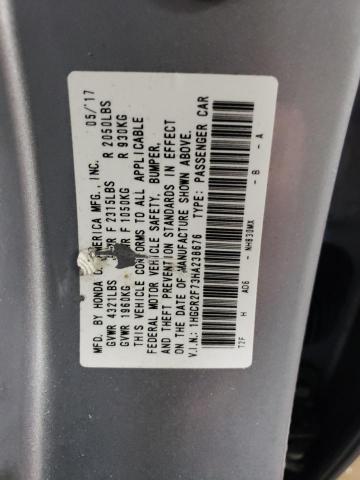 MFD. BY HONDA AMERICA MFG., INC. 05/'17
GVWR 4321LBS F 2315LBS R 2050LBS
GVWR 1960KG F 1050KG R 930KG
THIS VEHICLE CONFORMS TO ALL APPLICABLE
FEDERAL MOTOR VEHICLE SAFETY, BUMPER,
AND THEFT PREVENTION STANDARDS IN EFFECT
ON THE DATE OF MANUFACTURE SHOWN ABOVE.
V.I.N.: 1HGCR2F73HA238676 TYPE: PASSENGER CAR
T2F H AD6 - NH830MX - B - A